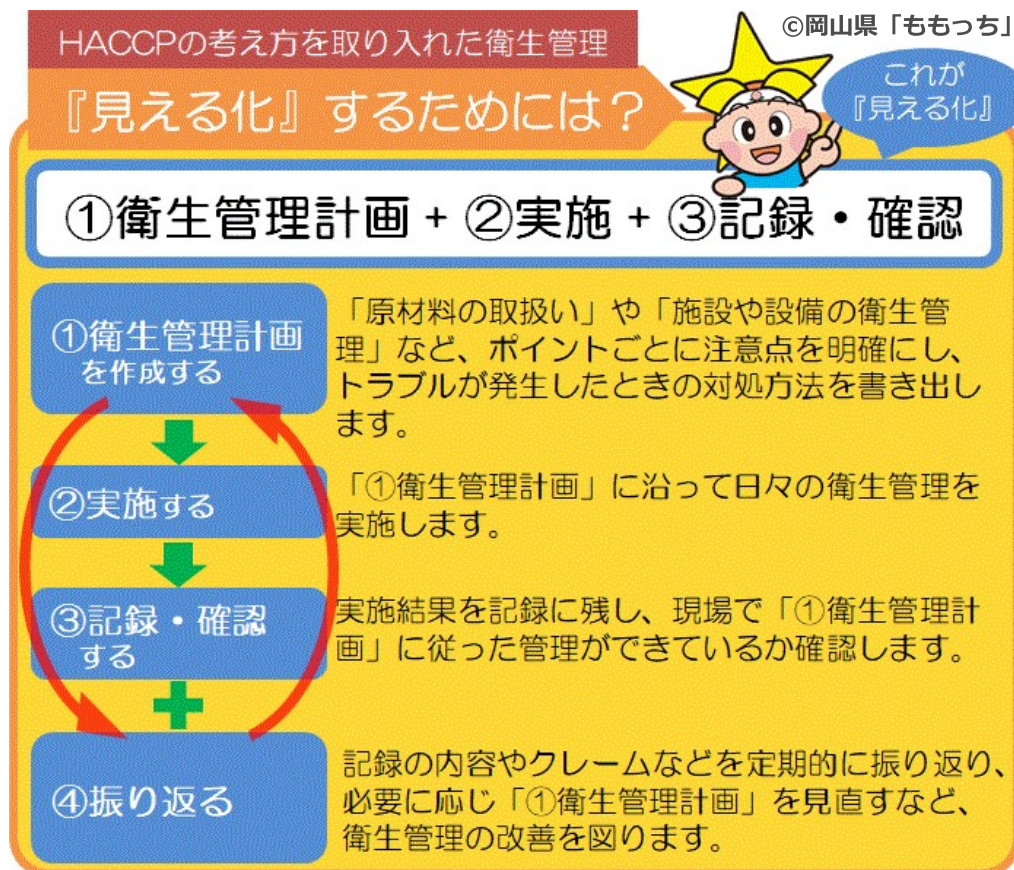 ©岡山県「ももっち」
HACCPの考え方を取り入れた衛生管理
『見える化』するためには？
これが
『見える化』
①衛生管理計画 + ②実施 + ③記録・確認
①衛生管理計画
を作成する
「原材料の取扱い」や「施設や設備の衛生管
理」など、ポイントごとに注意点を明確にし、
トラブルが発生したときの対処方法を書き出し
ます。
②実施する
「①衛生管理計画」に沿って日々の衛生管理を
実施します。
③記録・確認
する
実施結果を記録に残し、現場で「①衛生管理計
画」に従った管理ができているか確認します。
④振り返る
記録の内容やクレームなどを定期的に振り返り、
必要に応じ「①衛生管理計画」を見直すなど、
衛生管理の改善を図ります。